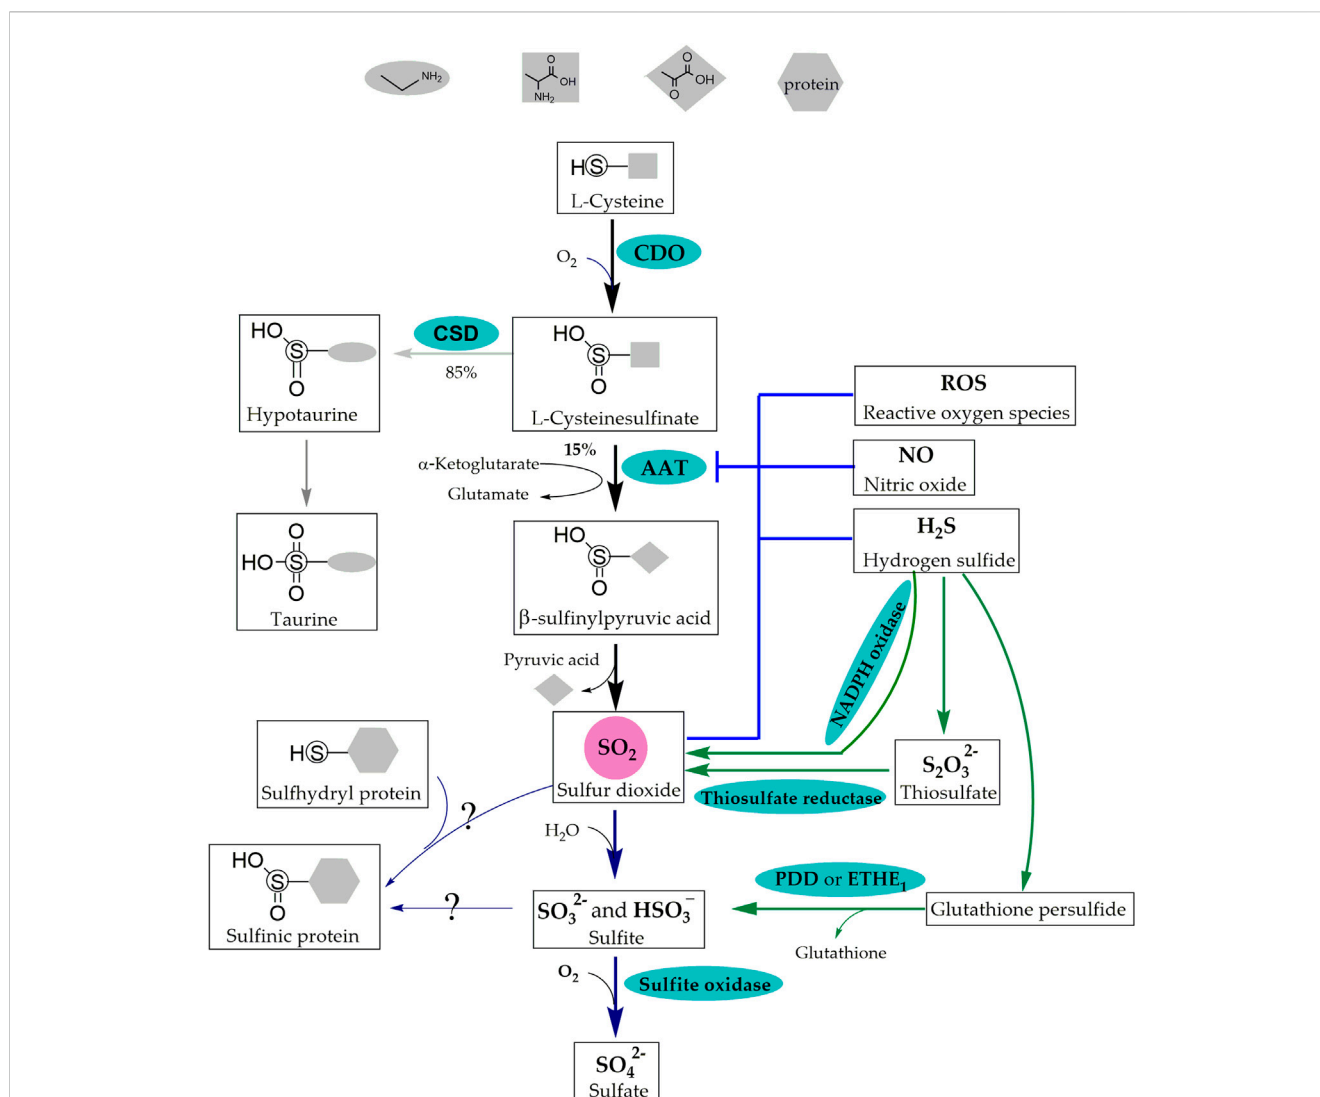 NH2
O
OH
NH2
O
OH
O
protein
HS
L-Cysteine
O2
CDO
HO
S
O
Hypotaurine
CSD
85%
HO
S
O
L-Cysteinesulfinate
ROS
Reactive oxygen species
15%
α-Ketoglutarate
Glutamate
AAT
NO
Nitric oxide
H2S
Hydrogen sulfide
O
HO S
O
Taurine
HO
S
O
β-sulfinylpyruvic acid
NADPH oxidase
Pyruvic acid
HS
Sulfhydryl protein
SO2
Sulfur dioxide
S2O3 2-
Thiosulfate
Thiosulfate reductase
?
H2O
HO
S
O
Sulfinic protein
?
SO3 2- and HSO3 −
Sulfite
PDD or ETHE1
Glutathione persulfide
Glutathione
O2
Sulfite oxidase
SO4 2-
Sulfate